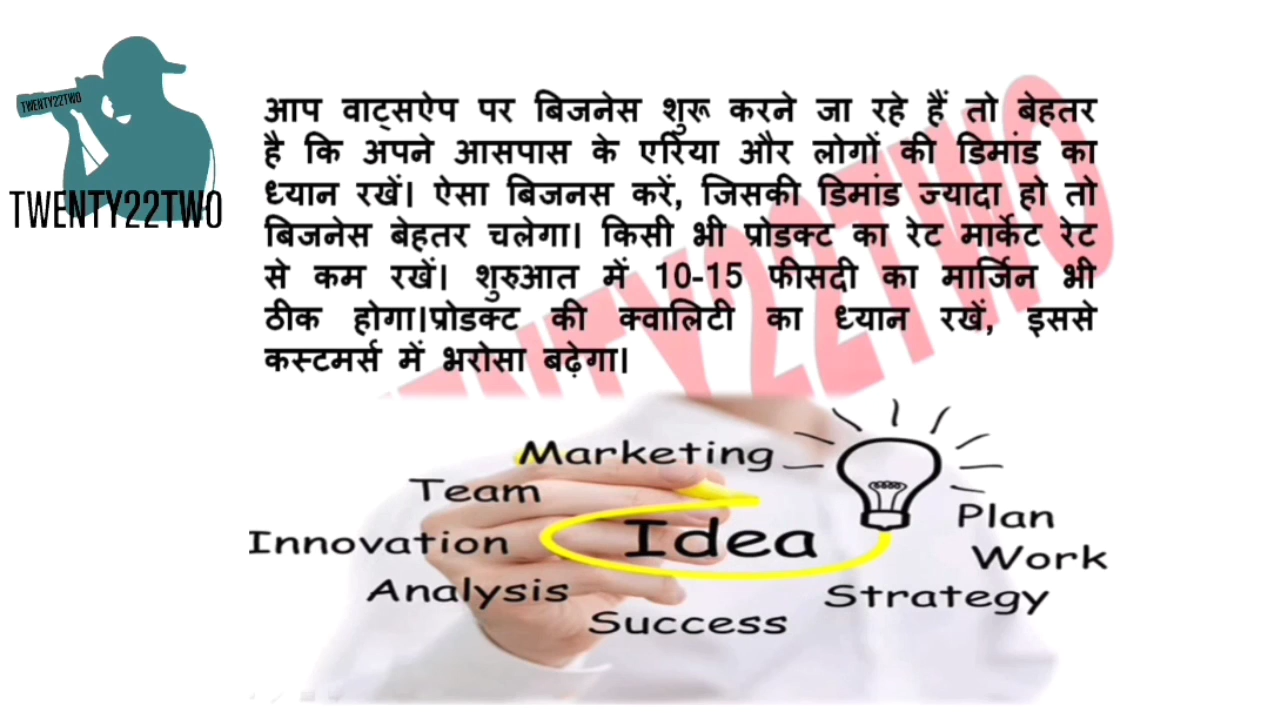 TWENTY22TWO
TWENTY22TWO
आप वाट्सऐप पर बिजनेस शुरू करने जा रहे हैं तो बेहतर
है कि अपने आसपास के एरिया और लोगों की डिमांड का
ध्यान रखें। ऐसा बिजनस करें, जिसकी डिमांड ज्यादा हो तो
बिजनेस बेहतर चलेगा। किसी भी प्रोडक्ट का रेट मार्केट रेट
से कम रखें। शुरुआत में 10-15 फीसदी का मार्जिन भी
ठीक होगा।प्रोडक्ट की क्वालिटी का ध्यान रखें, इससे
कस्टमर्स में भरोसा बढ़ेगा।
TWENTY22TWO
Marketing
Team
Innovation
Idea
Plan
Work
Analysis
Strategy
Success